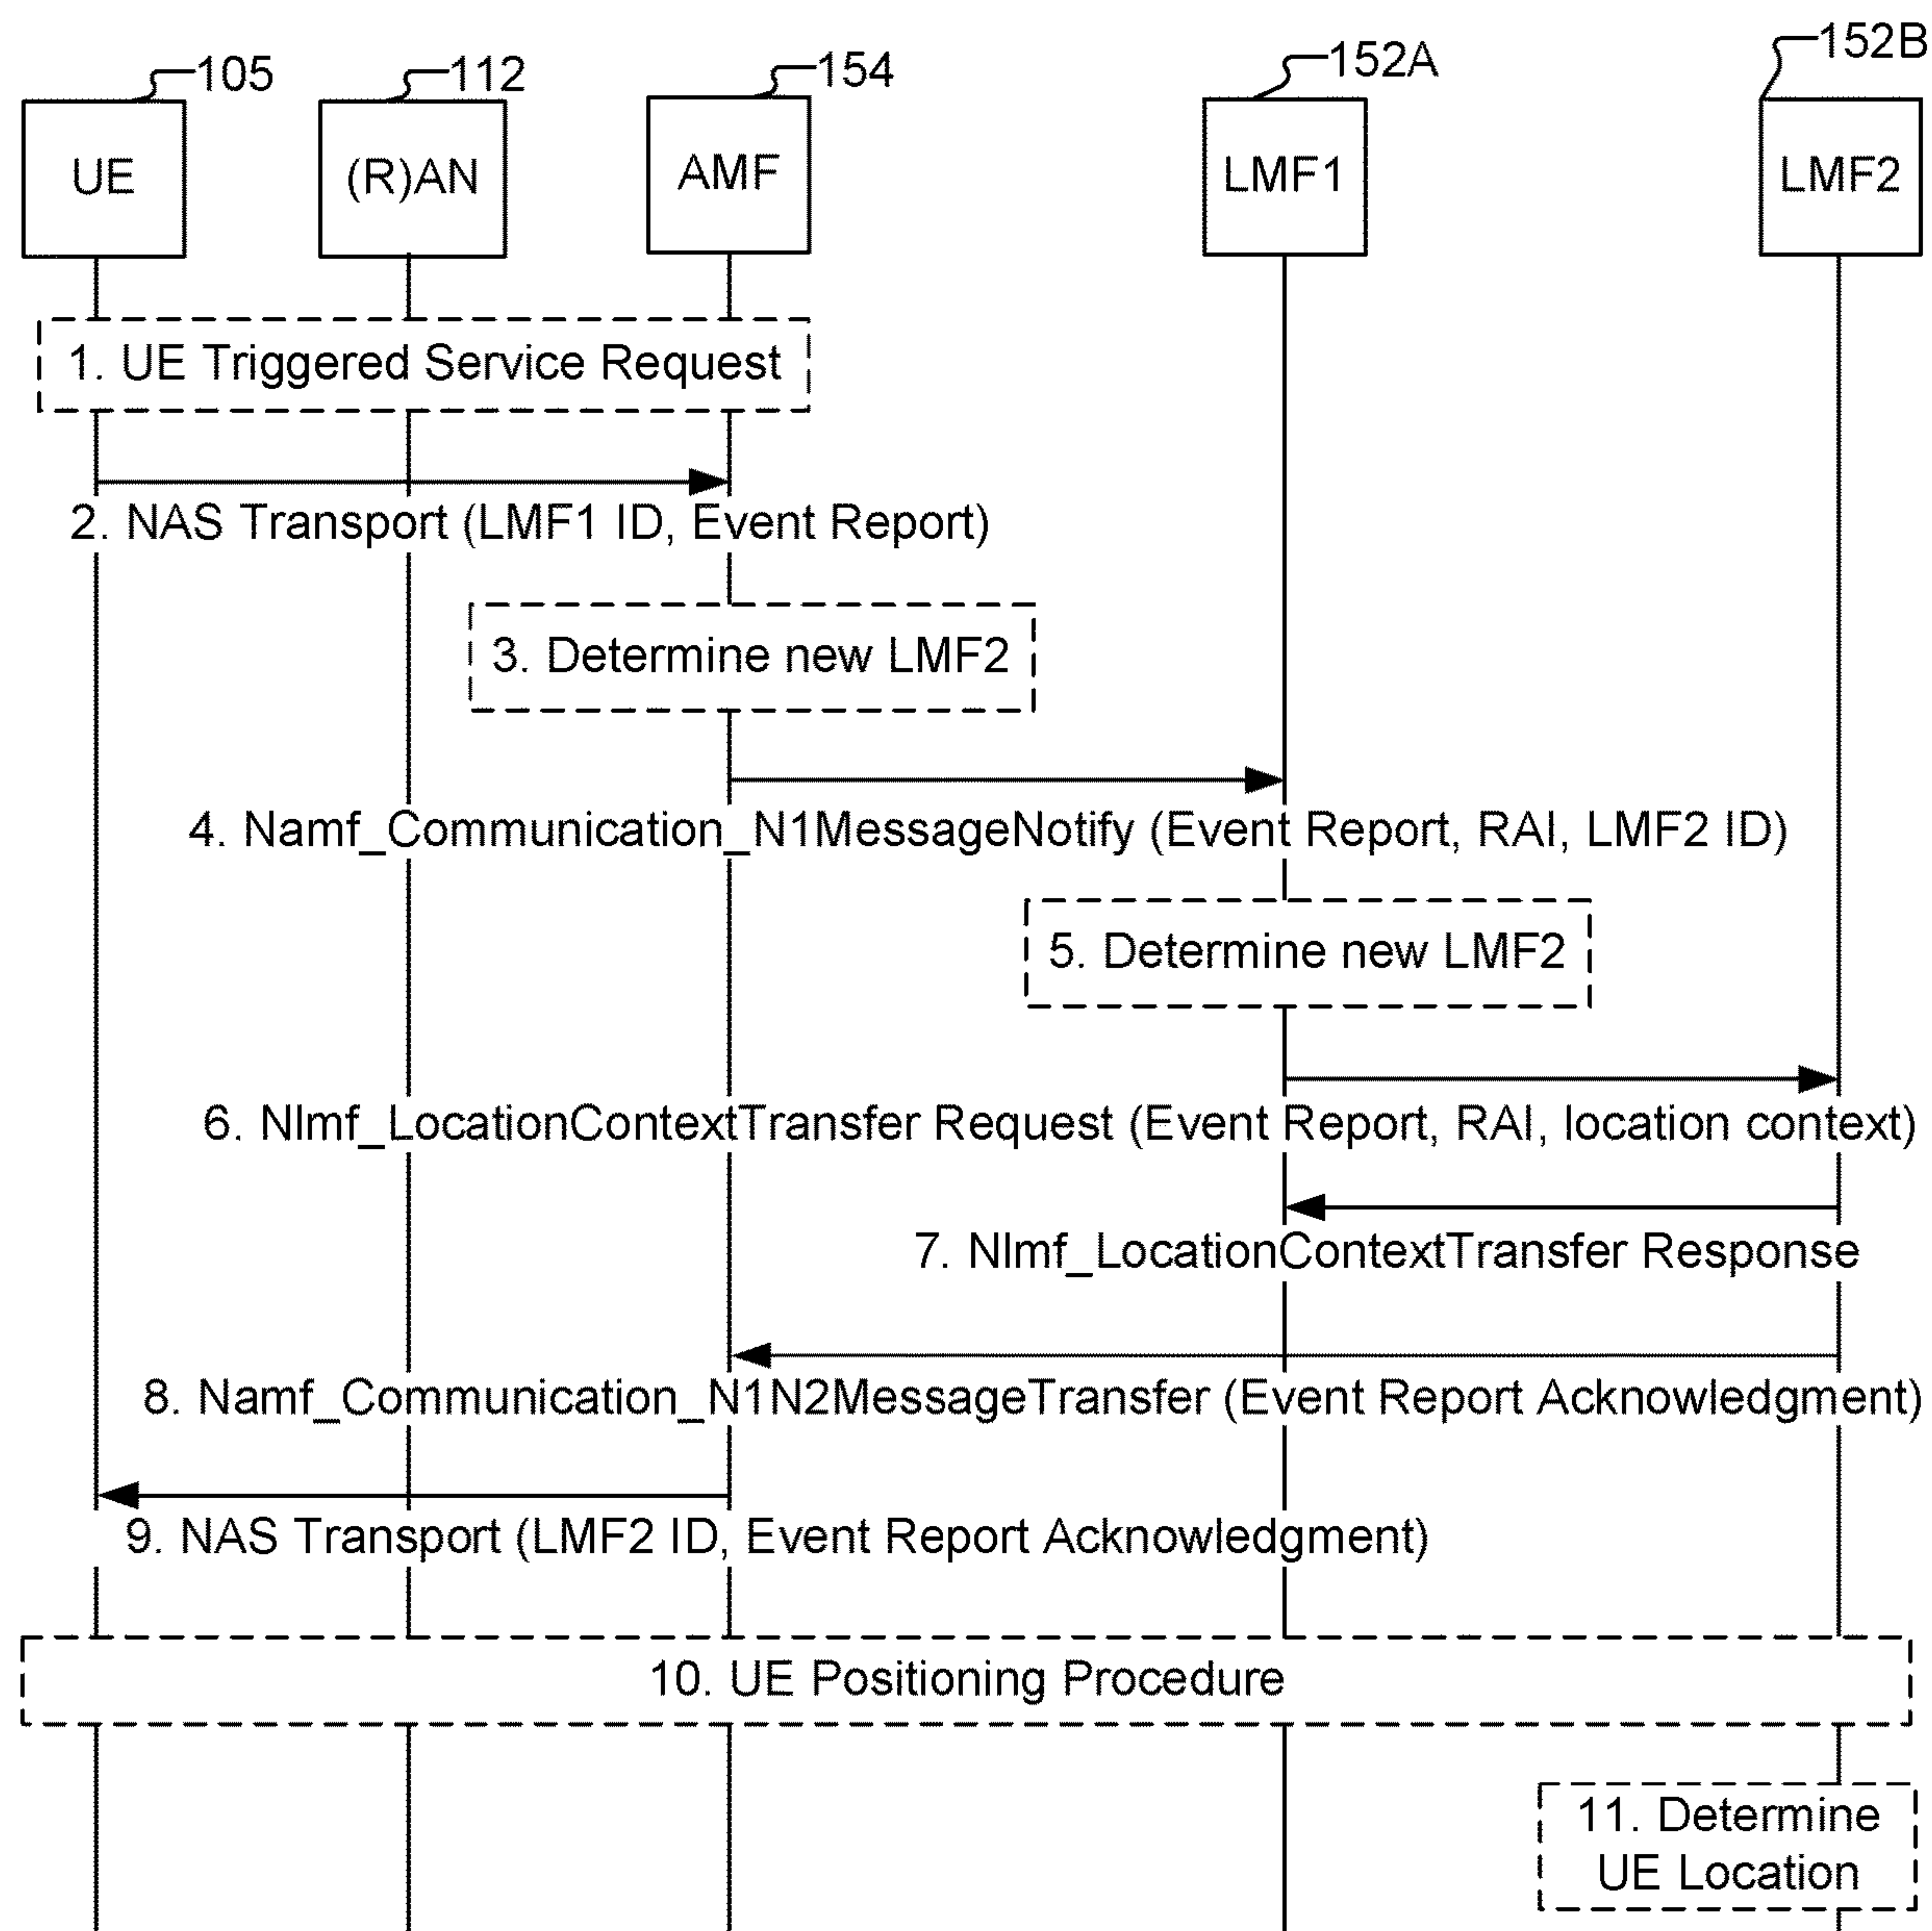 105
112
154
152A
152B
UE
(R)AN
AMF
LMF1
LMF2
1. UE Triggered Service Request
2. NAS Transport (LMF1 ID, Event Report)
3. Determine new LMF2
4. Namf_Communication_N1MessageNotify (Event Report, RAI, LMF2 ID)
5. Determine new LMF2
6. Nlmf_LocationContextTransfer Request (Event Report, RAI, location context)
7. Nlmf_LocationContextTransfer Response
8. Namf_Communication_N1N2MessageTransfer (Event Report Acknowledgment)
9. NAS Transport (LMF2 ID, Event Report Acknowledgment)
10. UE Positioning Procedure
11. Determine
UE Location